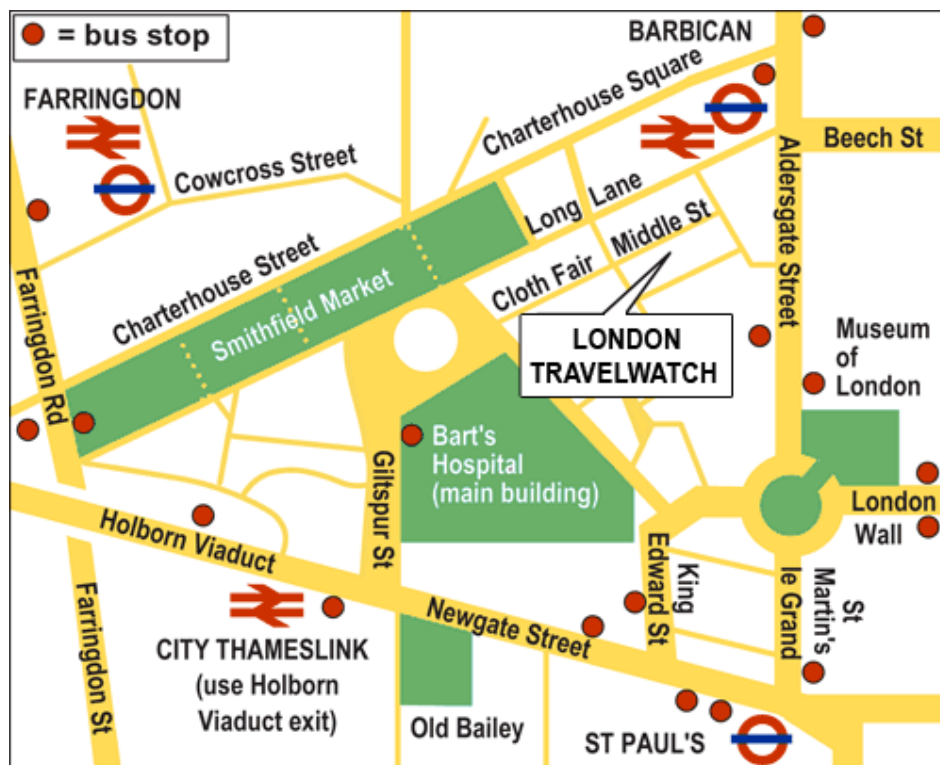 = bus stop
BARBICAN
FARRINGDON
Charterhouse Square
Beech St
Cowcross Street
Aldersgate Street
Long Lane
Middle St
Charterhouse Street
Cloth Fair
Smithfield Market
Farringdon Rd
LONDON
TRAVELWATCH
Museum
of
London
Bart's
Hospital
(main building)
Giltspur St
London
Wall
Holborn Viaduct
King
Edward St
St
Martin's
le Grand
Farringdon St
Newgate Street
CITY THAMESLINK
(use Holborn
Viaduct exit)
Old Bailey
ST PAUL'S